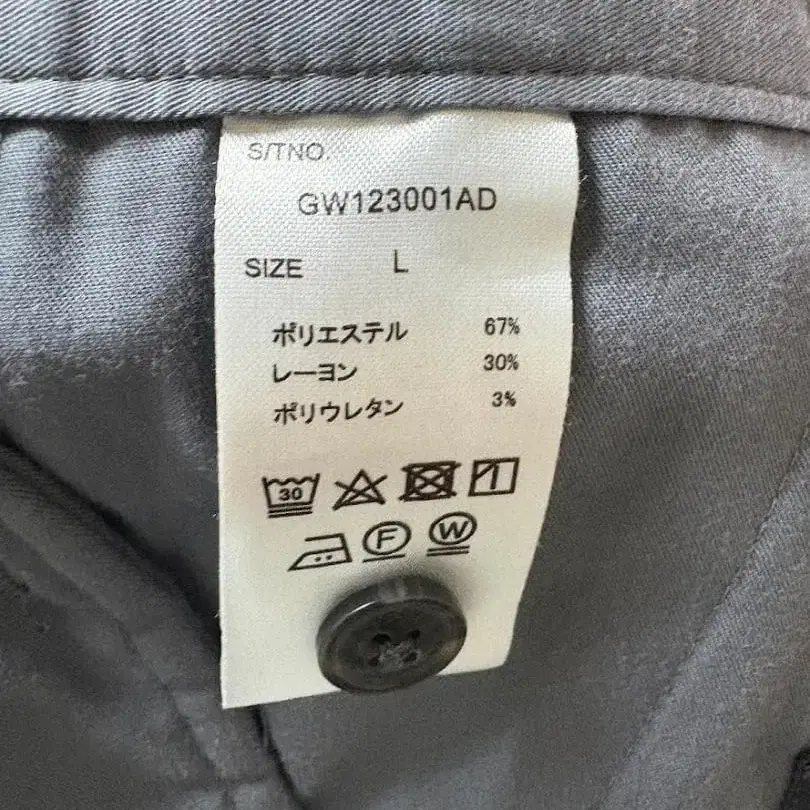 S/TNO.
GW123001AD
SIZE L
ポリエステル 67%
レーヨン 30%
ポリウレタン 3%
30
F W